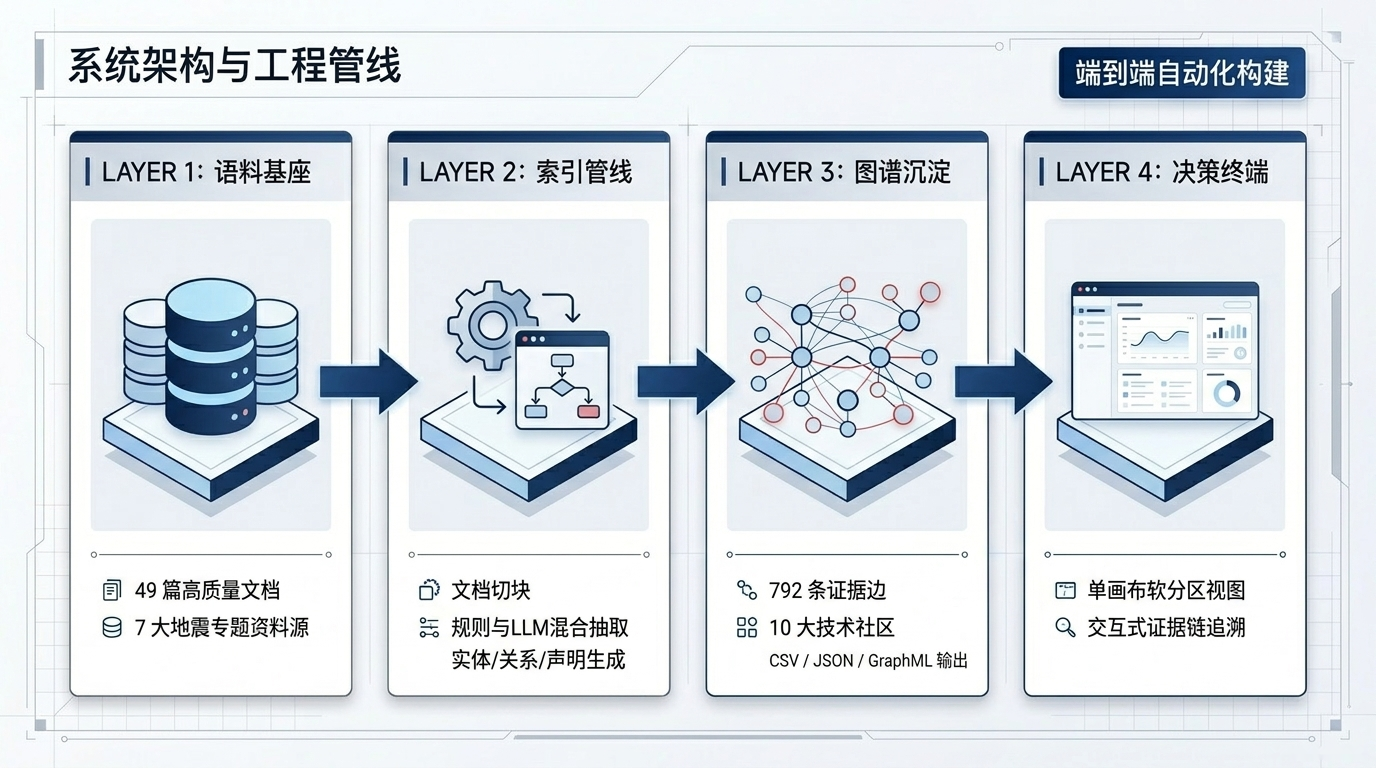 系统架构与工程管线
端到端自动化构建
LAYER 1：语料基座
49 篇高质量文档
7 大地震专题资料源
LAYER 2：索引管线
文档切块
规则与LLM混合抽取
实体/关系/声明生成
LAYER 3：图谱沉淀
792 条证据边
10 大技术社区
CSV / JSON / GraphML 输出
LAYER 4：决策终端
单画布软分区视图
交互式证据链追溯